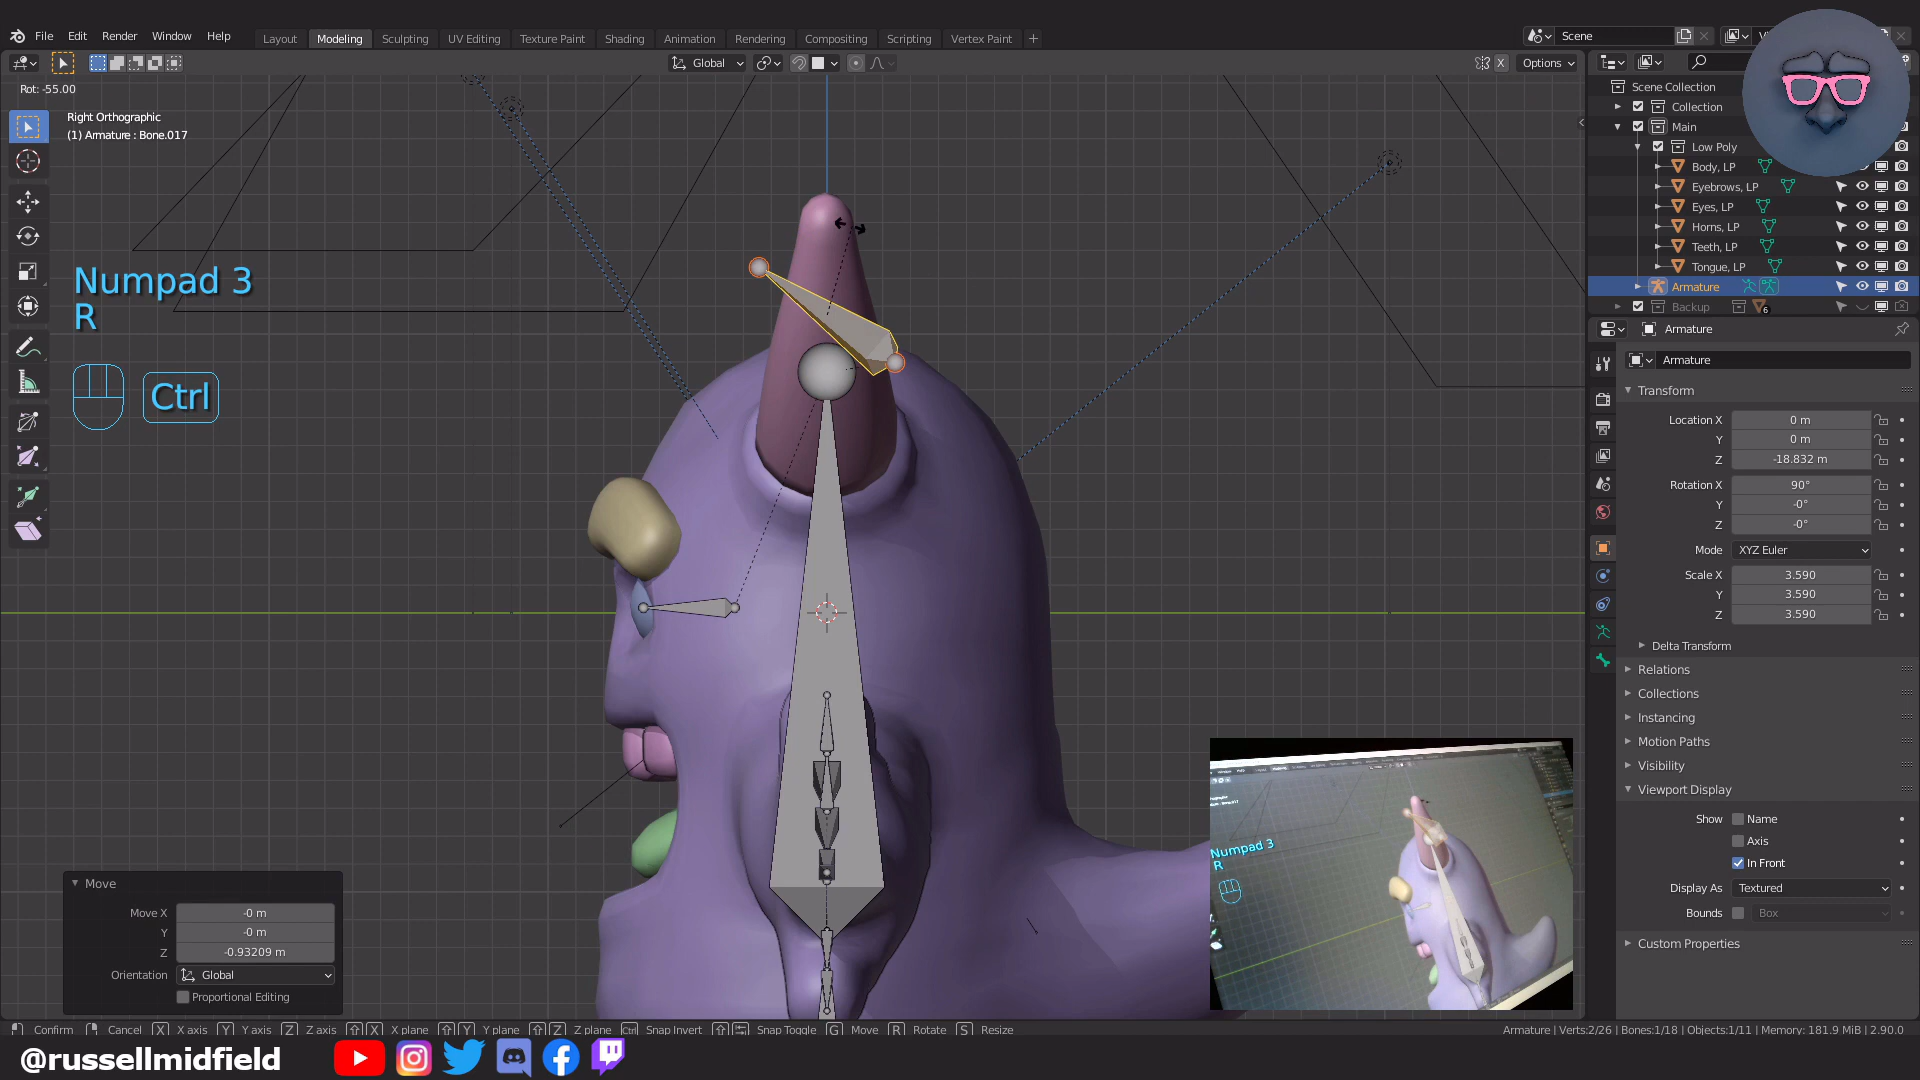 File Edit Render Window Help
Layout Modeling Sculpting UV Editing Texture Paint Shading Animation Rendering Compositing Scripting Vertex Paint +
Scene
Global
X Options
Rot: -55.00
Right Orthographic
(1) Armature : Bone.017
Numpad 3
R
Ctrl
Scene Collection
Collection
Main
Low Poly
Body, LP
Eyebrows, LP
Eyes, LP
Horns, LP
Teeth, LP
Tongue, LP
Armature
Backup 6
Armature
Armature
Transform
Location X 0 m
Y 0 m
Z -18.832 m
Rotation X 90°
Y -0°
Z -0°
Mode XYZ Euler
Scale X 3.590
Y 3.590
Z 3.590
Delta Transform
Relations
Collections
Instancing
Motion Paths
Visibility
Viewport Display
Show Name
Axis
In Front
Display As Textured
Bounds Box
Custom Properties
Move
Move X -0 m
Y -0 m
Z -0.93209 m
Orientation Global
Proportional Editing
Numpad 3
R
Confirm Cancel X X axis Y Y axis Z Z axis X X plane Y Y plane Z Z plane Ctrl Snap Invert Snap Toggle G Move R Rotate S Resize
Armature | Verts:2/26 | Bones:1/18 | Objects:1/11 | Memory: 181.9 MiB | 2.90.0
@russellmidfield